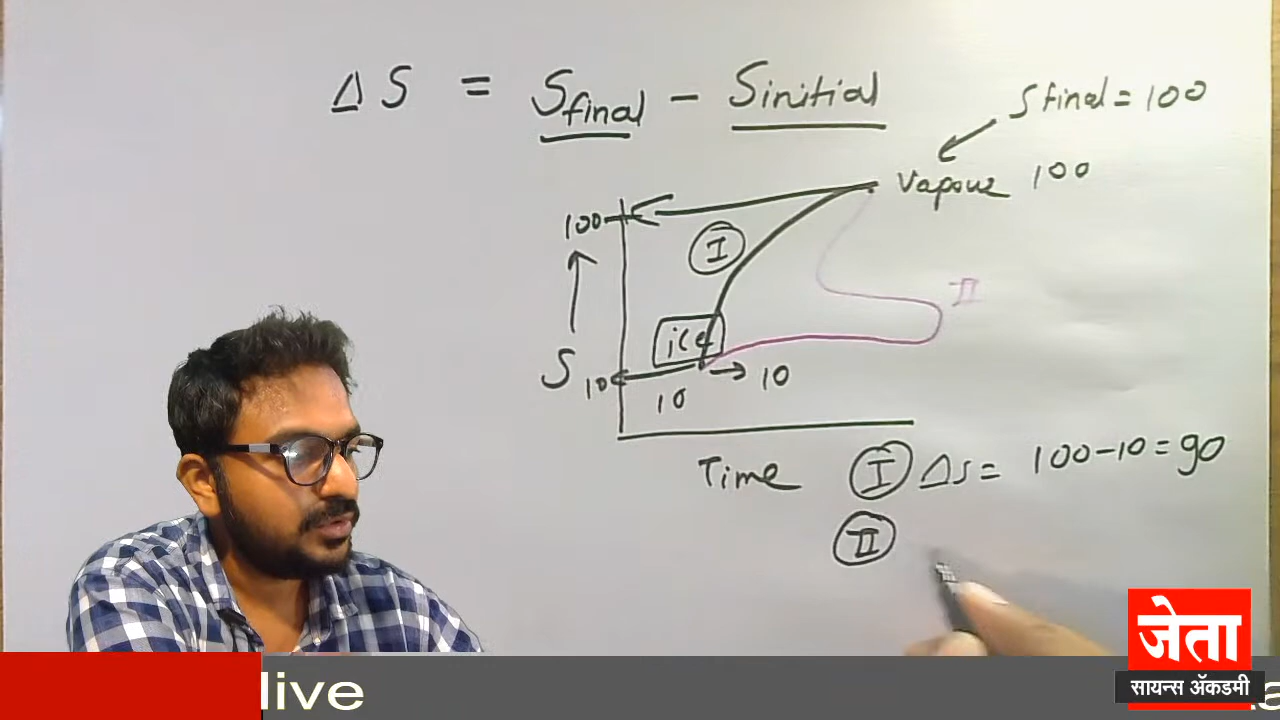 ΔS = Sfinal - Sinitial
Sfinal = 100
Vapour 100
100
I
II
ice
S 10
10
10
Time
I ΔS = 100-10 = 90
II
जेता
सायन्स ॲकडमी
live